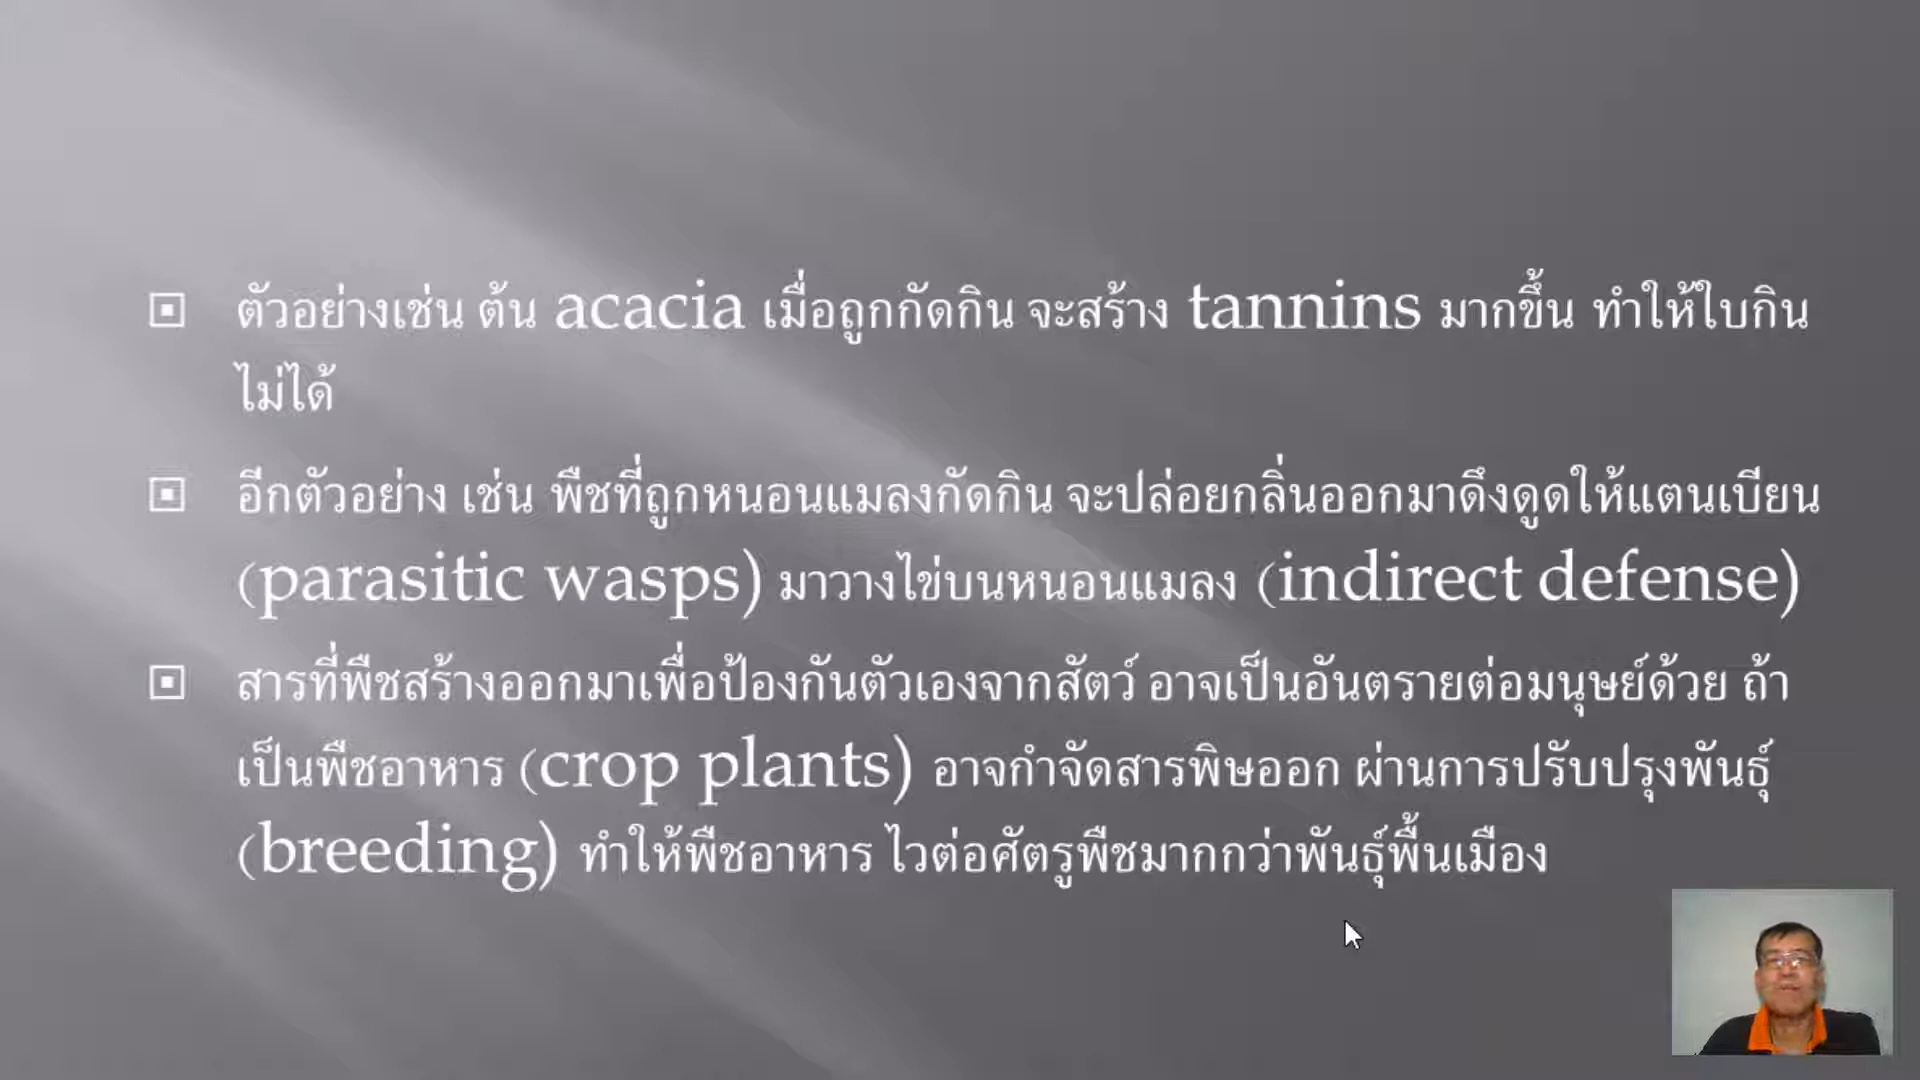 ตัวอย่างเช่น ต้น acacia เมื่อถูกกัดกิน จะสร้าง tannins มากขึ้น ทำให้ใบกิน
ไม่ได้
อีกตัวอย่าง เช่น พืชที่ถูกหนอนแมลงกัดกิน จะปล่อยกลิ่นออกมาดึงดูดให้แตนเบียน
(parasitic wasps) มาวางไข่บนหนอนแมลง (indirect defense)
สารที่พืชสร้างออกมาเพื่อป้องกันตัวเองจากสัตว์ อาจเป็นอันตรายต่อมนุษย์ด้วย ถ้า
เป็นพืชอาหาร (crop plants) อาจกำจัดสารพิษออก ผ่านการปรับปรุงพันธุ์
(breeding) ทำให้พืชอาหาร ไวต่อศัตรูพืชมากกว่าพันธุ์พื้นเมือง